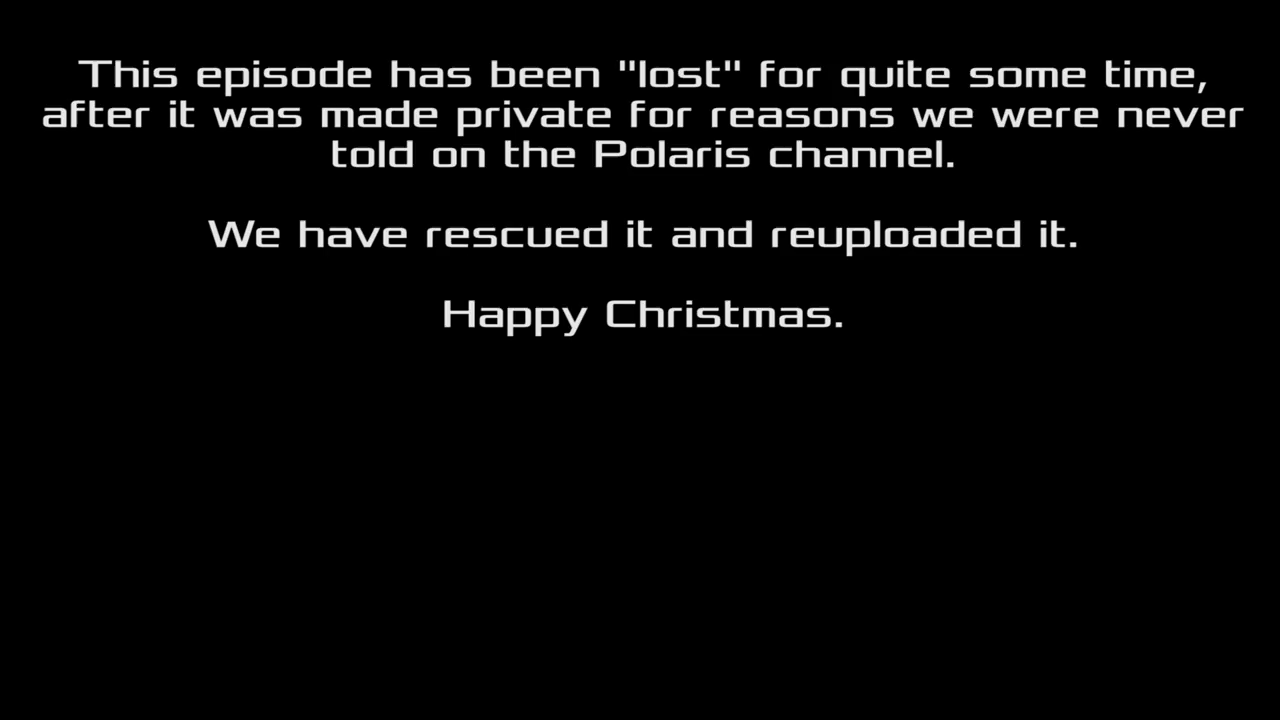 This episode has been "lost" for quite some time,
after it was made private for reasons we were never
told on the Polaris channel.
We have rescued it and reuploaded it.
Happy Christmas.